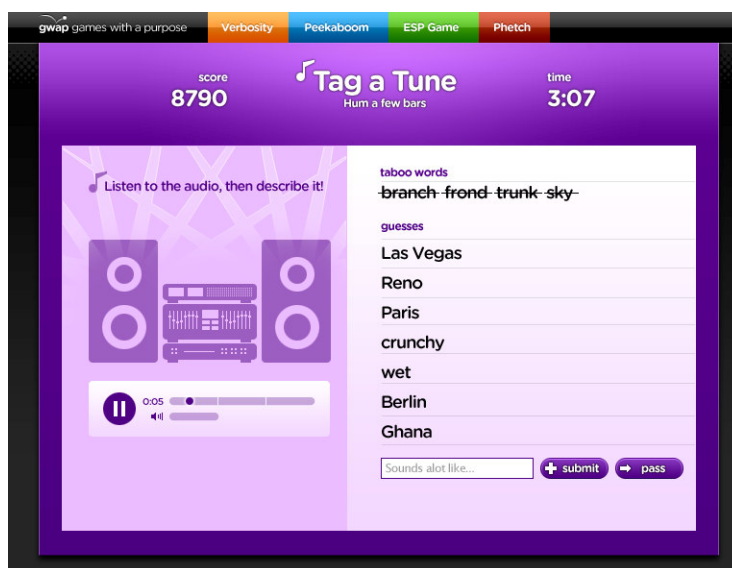 gwap games with a purpose Verbosity Peekaboom ESP Game Phetch
score Tag a Tune time
8790 Hum a few bars 3:07
Listen to the audio, then describe it!
taboo words
branch frond trunk sky
guesses
Las Vegas
Reno
Paris
crunchy
wet
Berlin
Ghana
0:05
Sounds alot like... submit pass